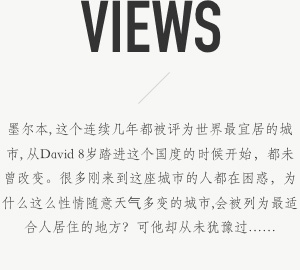 VIEWS
墨尔本,这个连续几年都被评为世界最宜居的城
市,从David 8岁踏进这个国度的时候开始，都未
曾改变。很多刚来到这座城市的人都在困惑，为
什么这么性情随意天气多变的城市,会被列为最适
合人居住的地方？可他却从未犹豫过……